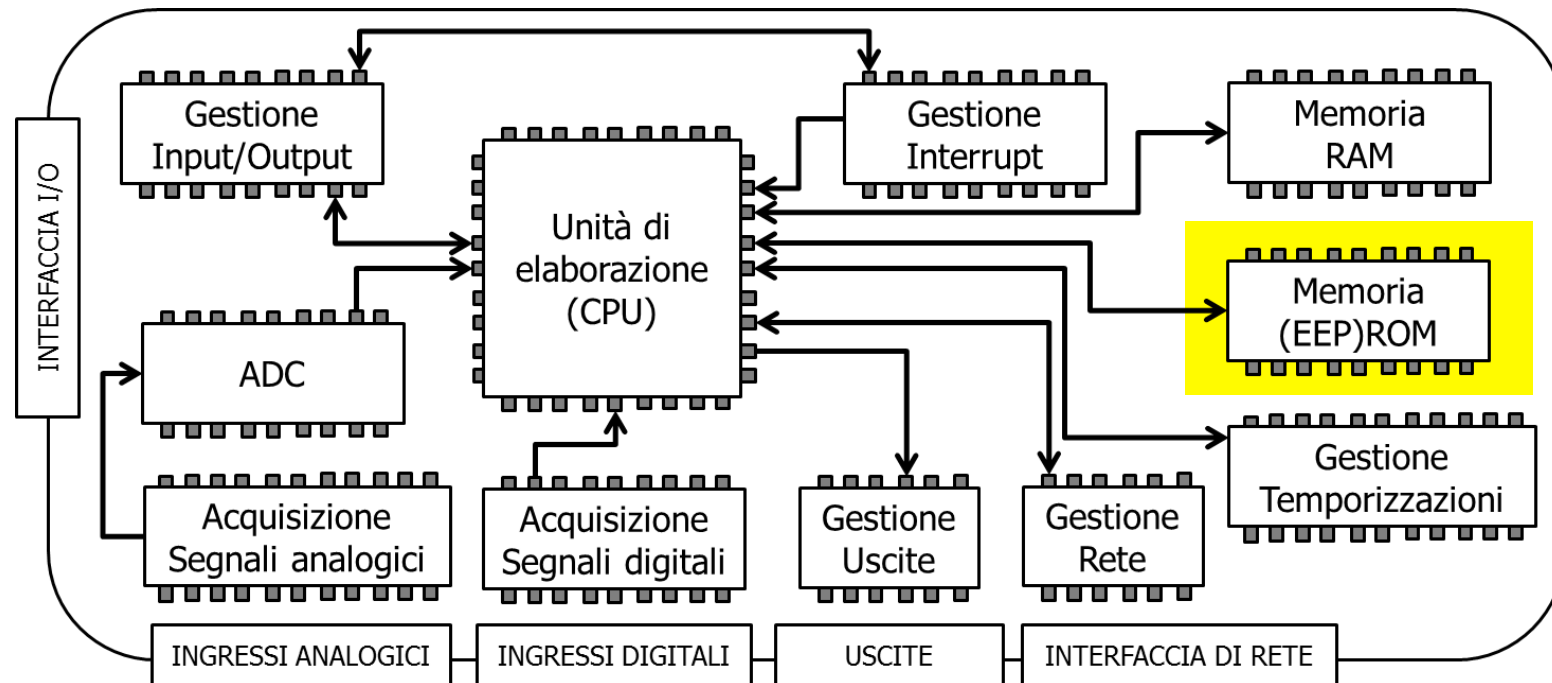 Gestione
Input/Output
Gestione
Interrupt
Memoria
RAM
INTERFACCIA I/O
Unità di
elaborazione
(CPU)
Memoria
(EEP)ROM
ADC
Gestione
Temporizzazioni
Acquisizione
Segnali analogici
Acquisizione
Segnali digitali
Gestione
Uscite
Gestione
Rete
INGRESSI ANALOGICI
INGRESSI DIGITALI
USCITE
INTERFACCIA DI RETE